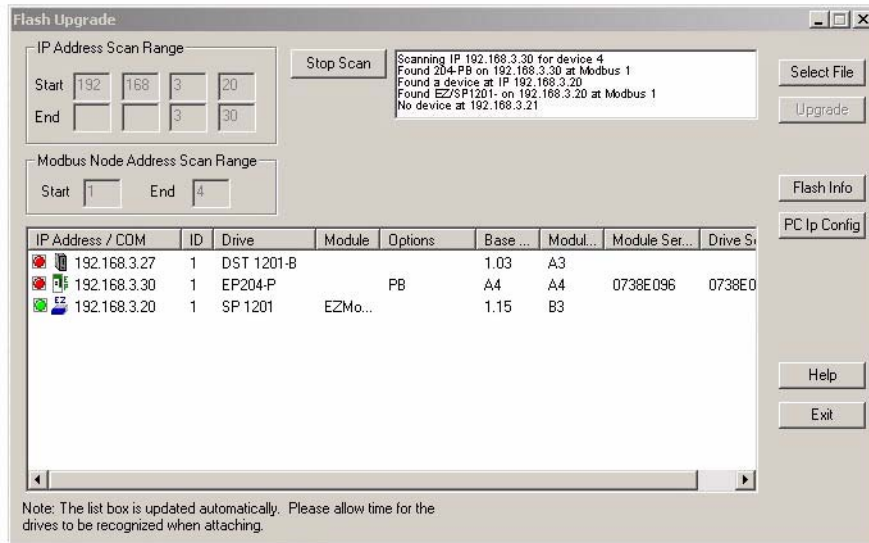 Flash Upgrade
IP Address Scan Range
Start 192 168 3 20
End 3 30
Stop Scan
Scanning IP 192.168.3.30 for device 4
Found 204-PB on 192.168.3.30 at Modbus 1
Found a device at IP 192.168.3.20
Found EZ/SP1201- on 192.168.3.20 at Modbus 1
No device at 192.168.3.21
Select File
Upgrade
Modbus Node Address Scan Range
Start 1 End 4
Flash Info
PC Ip Config
IP Address / COM ID Drive Module Options Base ... Modul... Module Ser... Drive Se
192.168.3.27 1 DST 1201-B 1.03 A3
192.168.3.30 1 EP204-P PB A4 A4 0738E096 0738E0
EZ 192.168.3.20 1 SP 1201 EZMo... 1.15 B3
Help
Exit
Note: The list box is updated automatically. Please allow time for the
drives to be recognized when attaching.